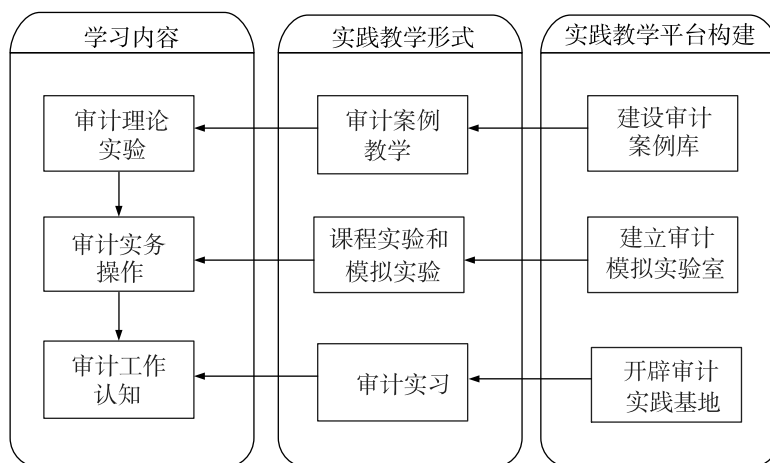 学习内容
实践教学形式
实践教学平台构建
审计理论
实验
审计案例
教学
建设审计
案例库
审计实务
操作
课程实验和
模拟实验
建立审计
模拟实验室
审计工作
认知
审计实习
开辟审计
实践基地